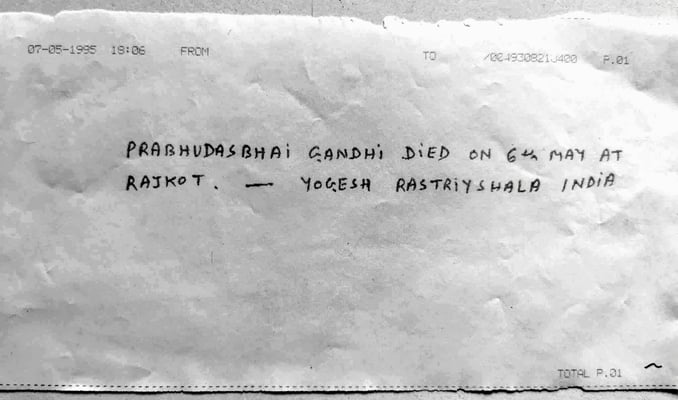 07-05-1995 18:06 FROM TO P.01
PRABHUDASBHAI GANDHI DIED ON 6th MAY AT
RAJKOT. — YOGESH RASTRIYSHALA INDIA
TOTAL P.01